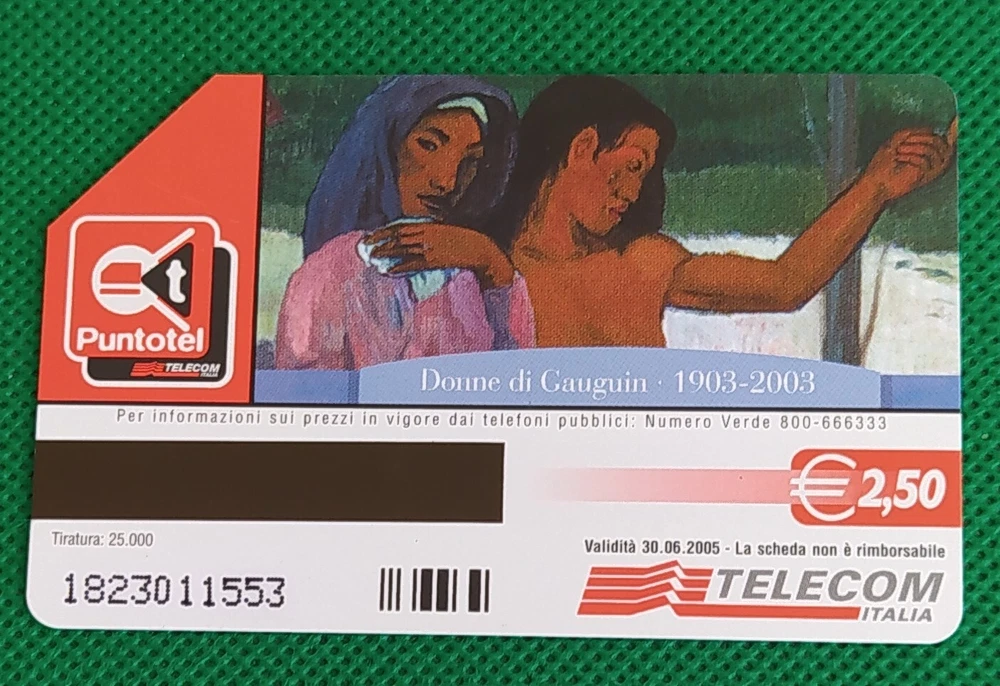 t
Puntotel
TELECOM
ITALIA
Donne di Gauguin · 1903-2003
Per informazioni sui prezzi in vigore dai telefoni pubblici: Numero Verde 800-666333
€ 2,50
Tiratura: 25.000
Validità 30.06.2005 - La scheda non è rimborsabile
1823011553
TELECOM
ITALIA